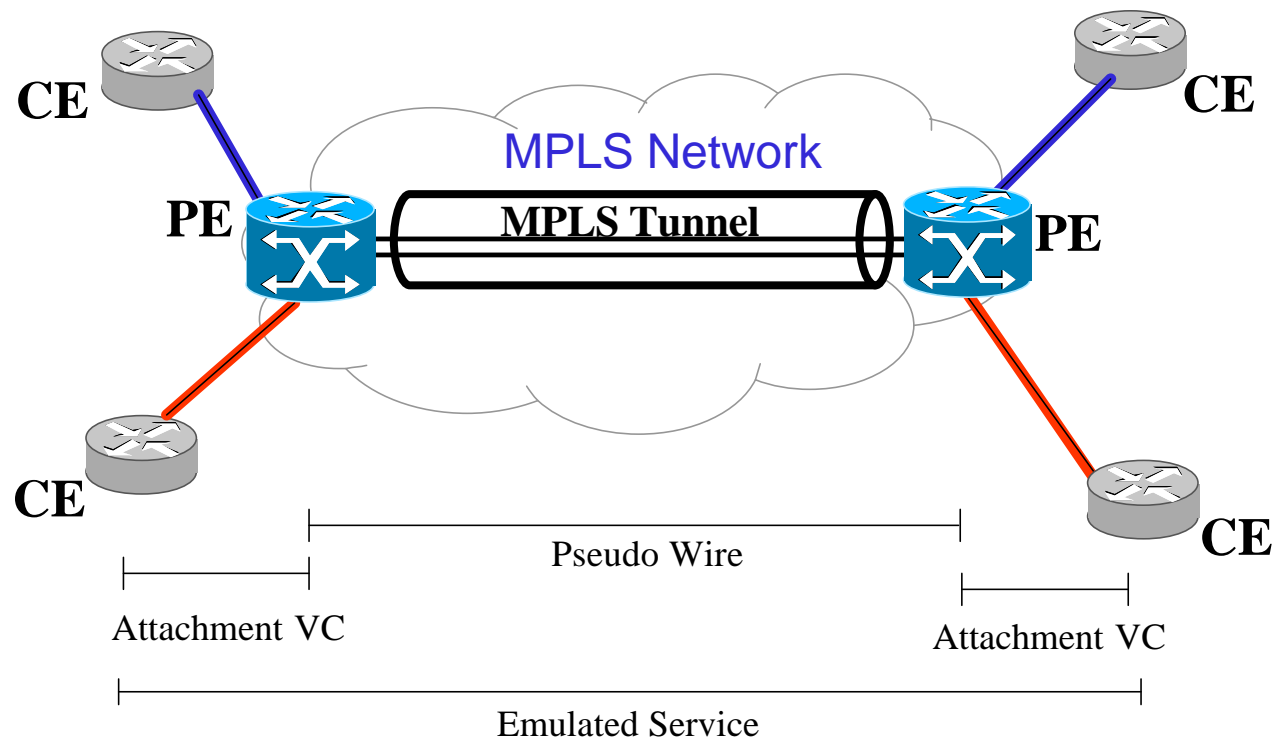 CE
CE
MPLS Network
PE
MPLS Tunnel
PE
CE
CE
Pseudo Wire
Attachment VC
Attachment VC
Emulated Service